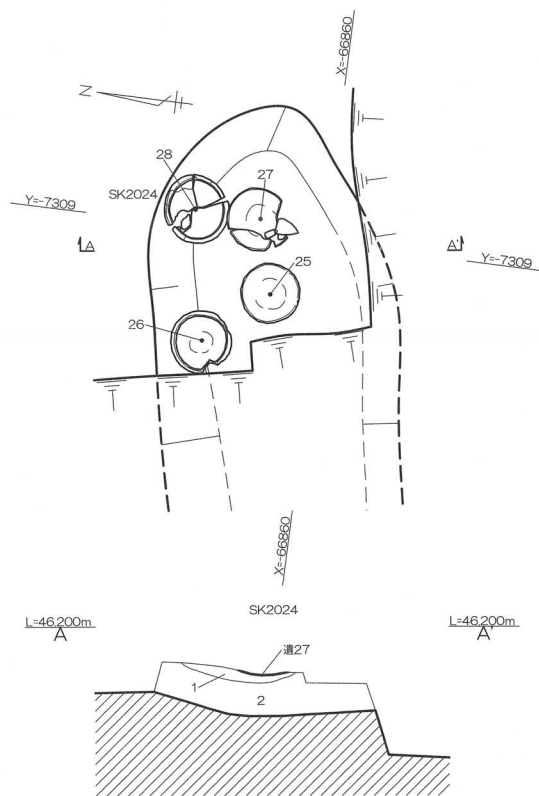 X=-66860
Z
28
SK2024
27
Y=-7309
A
A'
Y=-7309
25
26
X=-66860
SK2024
L=46,200m
A
L=46,200m
A'
遺27
1
2